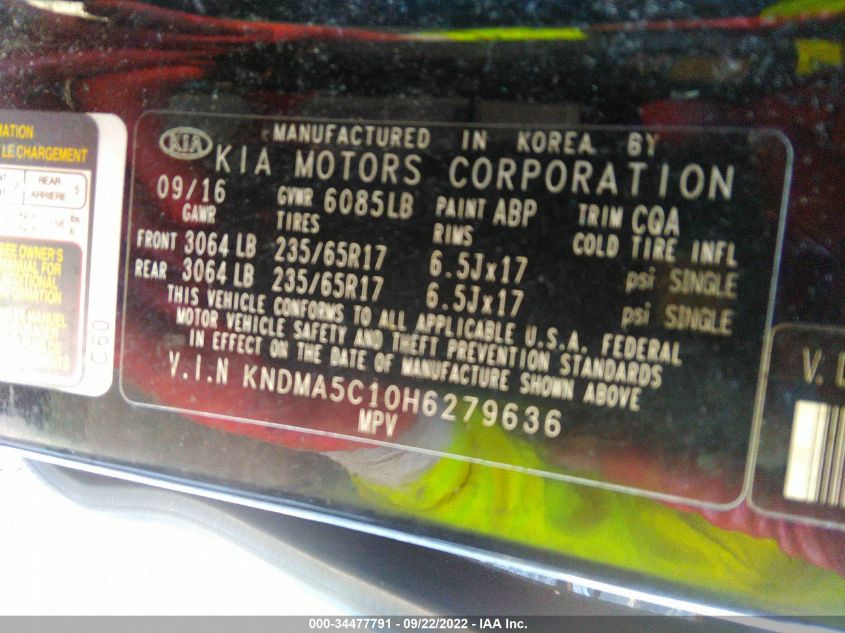 MANUFACTURED IN KOREA BY
KIA KIA MOTORS CORPORATION
09/16 GVWR 6085LB PAINT ABP TRIM CQA
GAWR TIRES RIMS COLD TIRE INFL
FRONT 3064 LB 235/65R17 6.5Jx17 psi SINGLE
REAR 3064 LB 235/65R17 6.5Jx17 psi SINGLE
THIS VEHICLE CONFORMS TO ALL APPLICABLE U.S.A. FEDERAL
MOTOR VEHICLE SAFETY AND THEFT PREVENTION STANDARDS
IN EFFECT ON THE DATE OF MANUFACTURE SHOWN ABOVE
V.I.N KNDMA5C10H6279636
MPV
LE CHARGEMENT
REAR 5
ARRIÈRE
OWNER'S
FOR
C60
V.
000-34477791 - 09/22/2022 - IAA Inc.